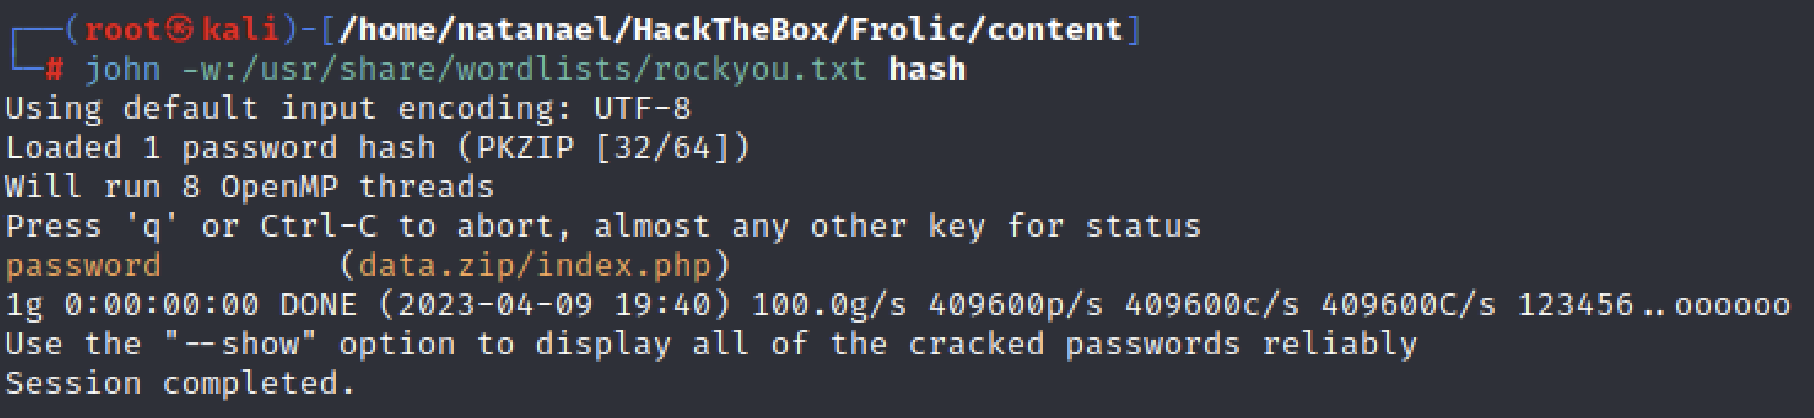 ┌──(root㉿kali)-[/home/natanael/HackTheBox/Frolic/content]
└─# john -w:/usr/share/wordlists/rockyou.txt hash
Using default input encoding: UTF-8
Loaded 1 password hash (PKZIP [32/64])
Will run 8 OpenMP threads
Press 'q' or Ctrl-C to abort, almost any other key for status
password         (data.zip/index.php)
1g 0:00:00:00 DONE (2023-04-09 19:40) 100.0g/s 409600p/s 409600c/s 409600C/s 123456..oooooo
Use the "--show" option to display all of the cracked passwords reliably
Session completed.